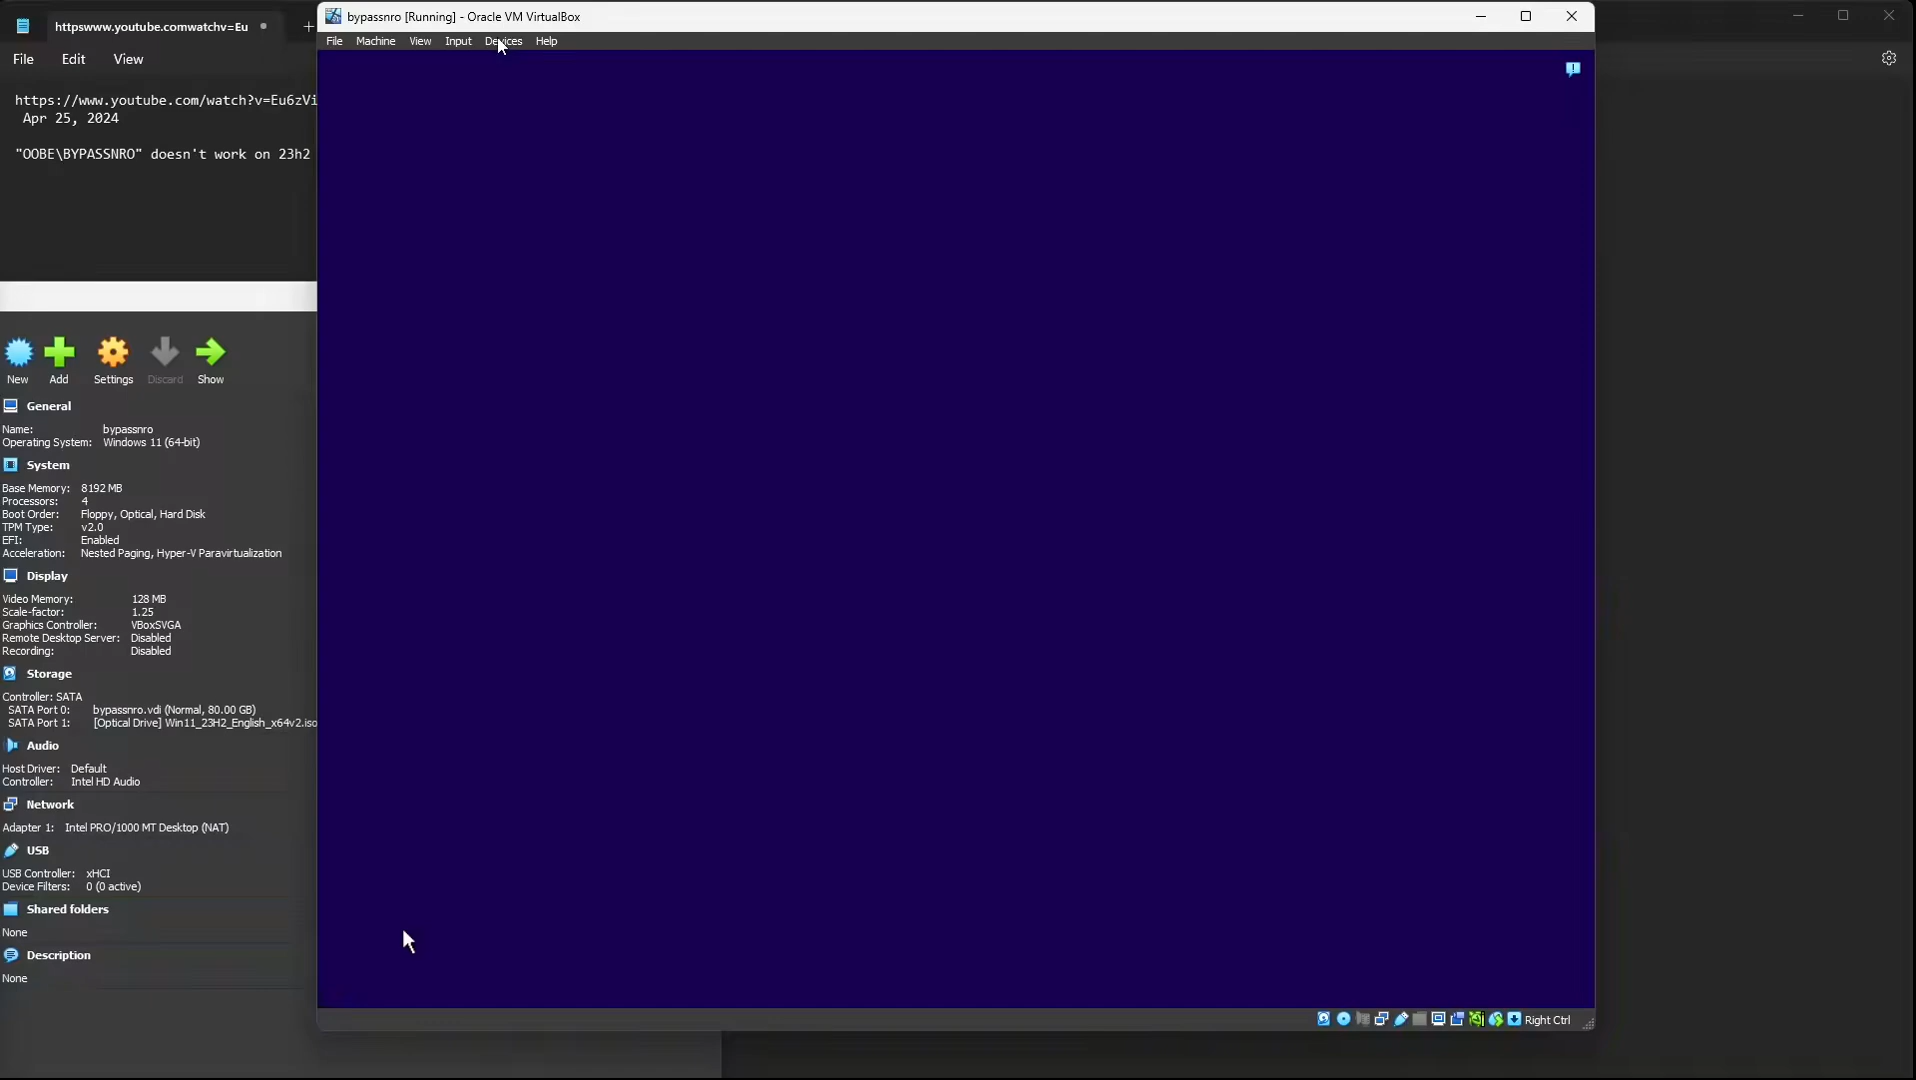 httpswww.youtube.comwatchv=Eu
File Edit View
https://www.youtube.com/watch?v=Eu6zVi
Apr 25, 2024
"OOBE\BYPASSNRO" doesn't work on 23h2
New Add Settings Discard Show
General
Name: bypassnro
Operating System: Windows 11 (64-bit)
System
Base Memory: 8192 MB
Processors: 4
Boot Order: Floppy, Optical, Hard Disk
TPM Type: v2.0
EFI: Enabled
Acceleration: Nested Paging, Hyper-V Paravirtualization
Display
Video Memory: 128 MB
Scale-factor: 1.25
Graphics Controller: VBoxSVGA
Remote Desktop Server: Disabled
Recording: Disabled
Storage
Controller: SATA
SATA Port 0: bypassnro.vdi (Normal, 80.00 GB)
SATA Port 1: [Optical Drive] Win11_23H2_English_x64v2.iso
Audio
Host Driver: Default
Controller: Intel HD Audio
Network
Adapter 1: Intel PRO/1000 MT Desktop (NAT)
USB
USB Controller: xHCI
Device Filters: 0 (0 active)
Shared folders
None
Description
None
bypassnro [Running] - Oracle VM VirtualBox
File Machine View Input Devices Help
Right Ctrl